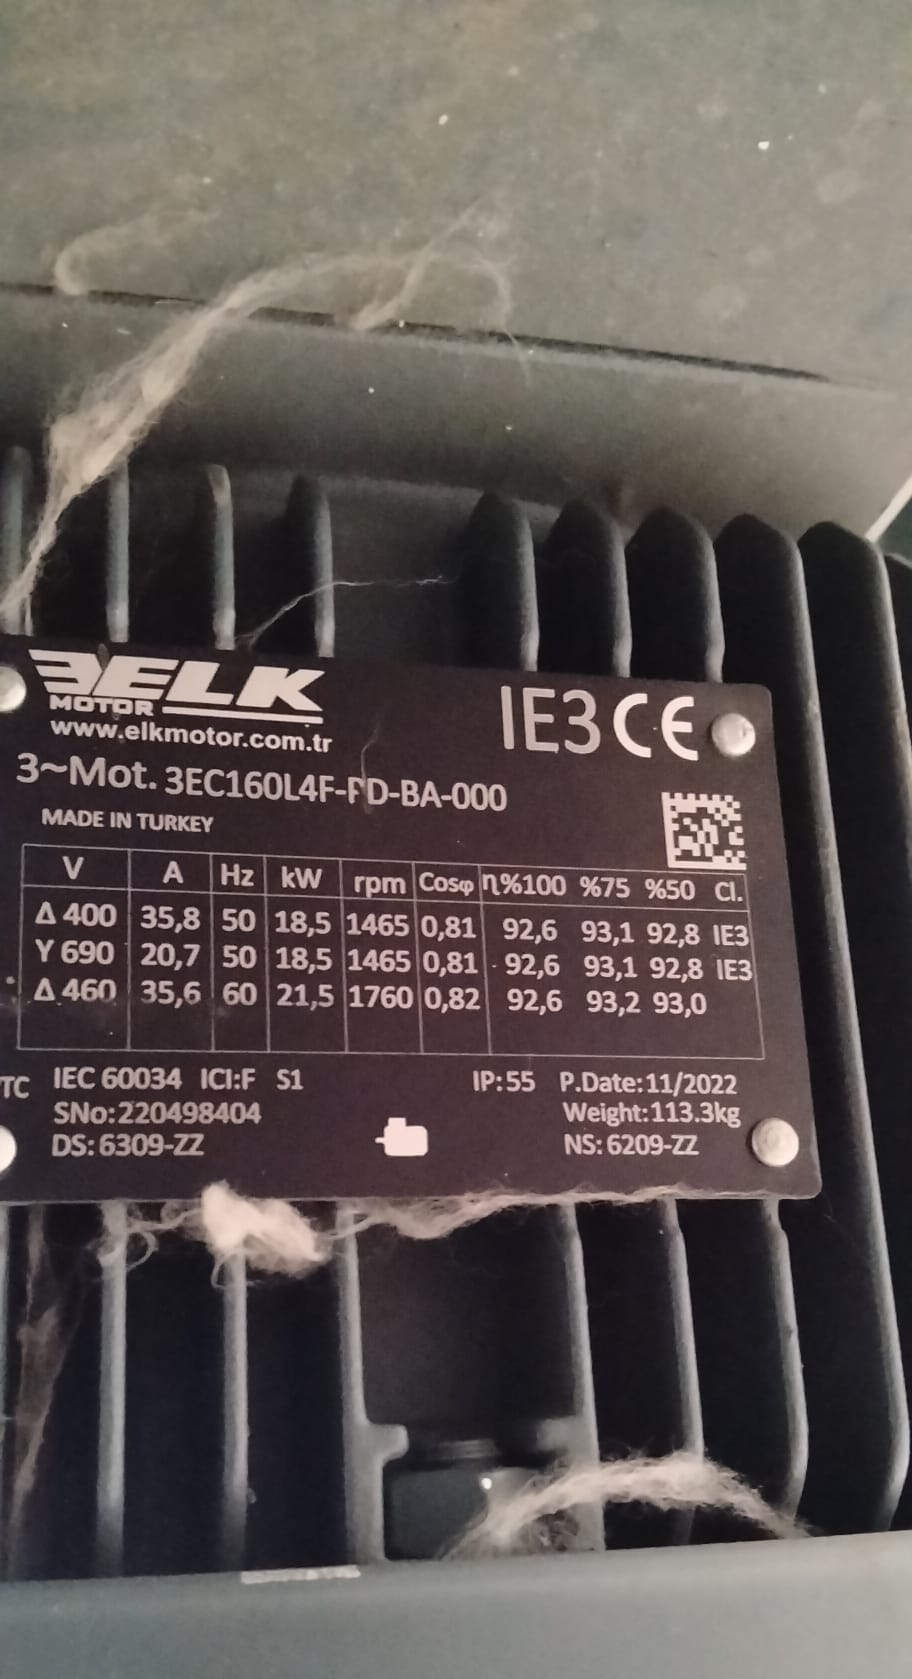 ELK
MOTOR
www.elkmotor.com.tr
IE3 CE
3~Mot. 3EC160L4F-PD-BA-000
MADE IN TURKEY
V A Hz kW rpm Cosφ η%100 %75 %50 Cl.
Δ 400 35,8 50 18,5 1465 0,81 92,6 93,1 92,8 IE3
Y 690 20,7 50 18,5 1465 0,81 92,6 93,1 92,8 IE3
Δ 460 35,6 60 21,5 1760 0,82 92,6 93,2 93,0
TC IEC 60034 ICl:F S1 IP:55 P.Date:11/2022
SNo:220498404 Weight:113.3kg
DS:6309-ZZ NS:6209-ZZ